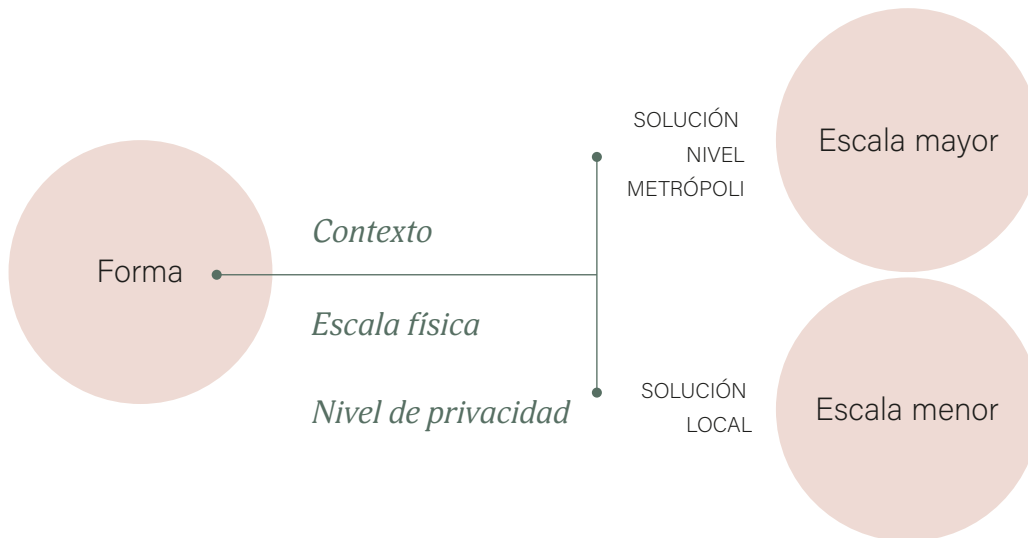 Forma
Contexto
Escala física
Nivel de privacidad
SOLUCIÓN
NIVEL
METRÓPOLI
Escala mayor
SOLUCIÓN
LOCAL
Escala menor